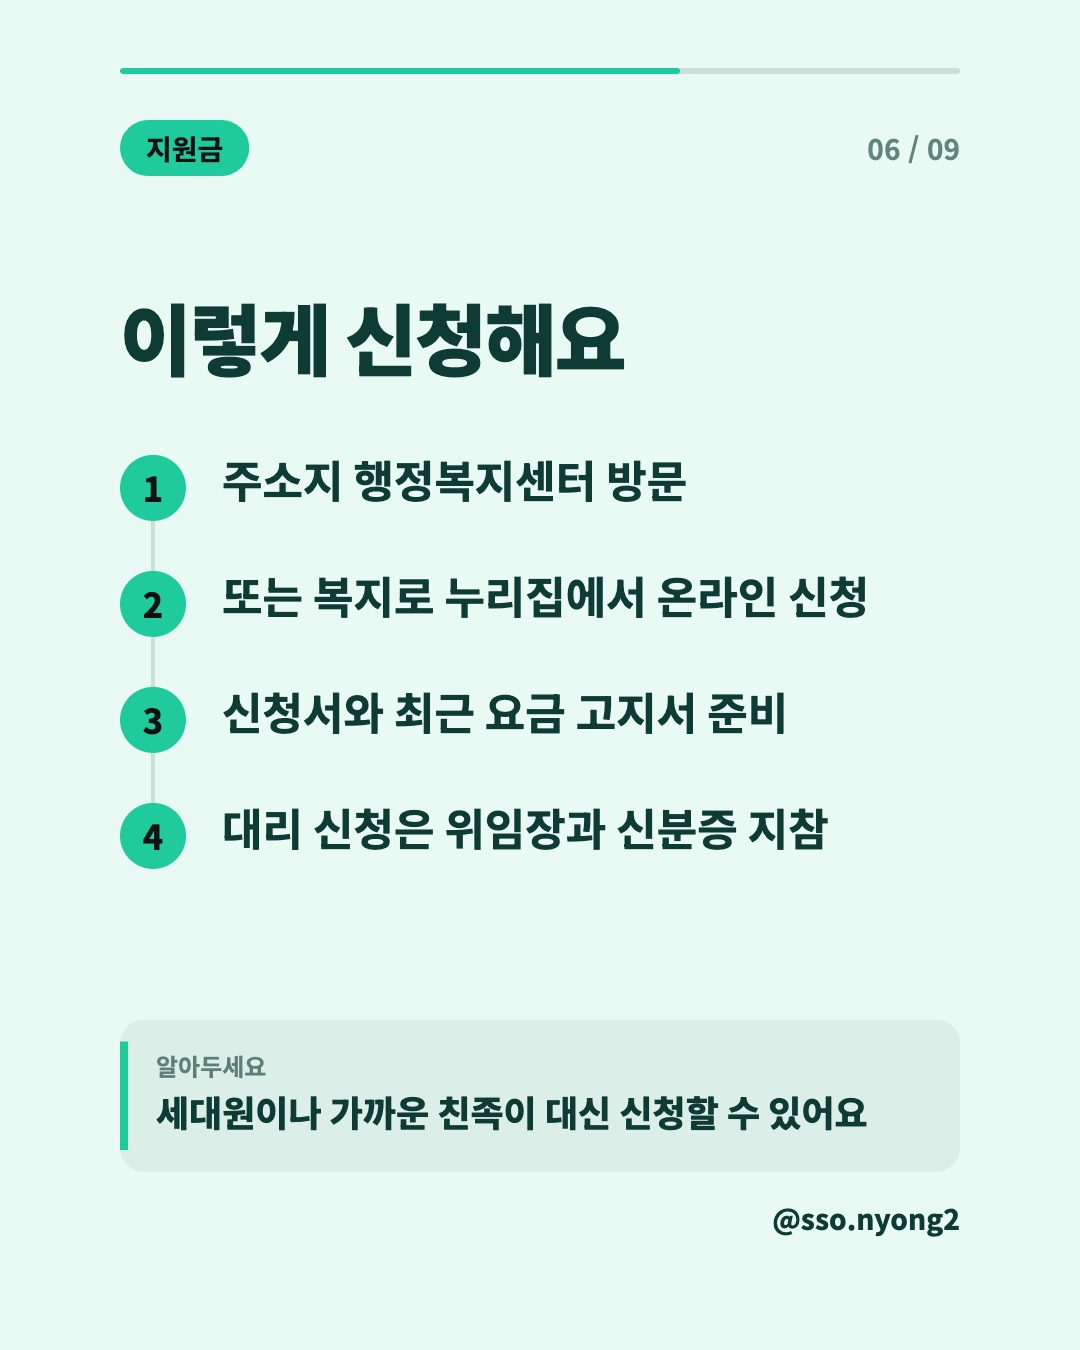 지원금
06 / 09
이렇게 신청해요
1 주소지 행정복지센터 방문
2 또는 복지로 누리집에서 온라인 신청
3 신청서와 최근 요금 고지서 준비
4 대리 신청은 위임장과 신분증 지참
알아두세요
세대원이나 가까운 친족이 대신 신청할 수 있어요
@sso.nyong2